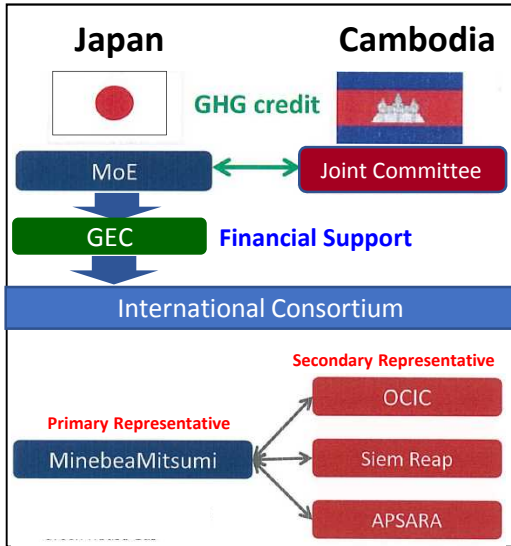 Japan
Cambodia
GHG credit
MoE
Joint Committee
GEC
Financial Support
International Consortium
Secondary Representative
OCIC
Primary Representative
MinebeaMitsumi
Siem Reap
APSARA